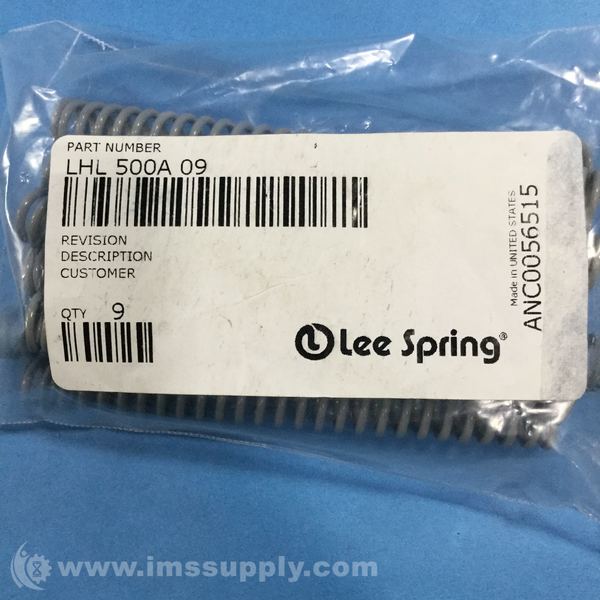 PART NUMBER
LHL 500A 09
REVISION
DESCRIPTION
CUSTOMER
QTY 9
Lee Spring®
Made in UNITED STATES
ANC0056515
www.imssupply.com